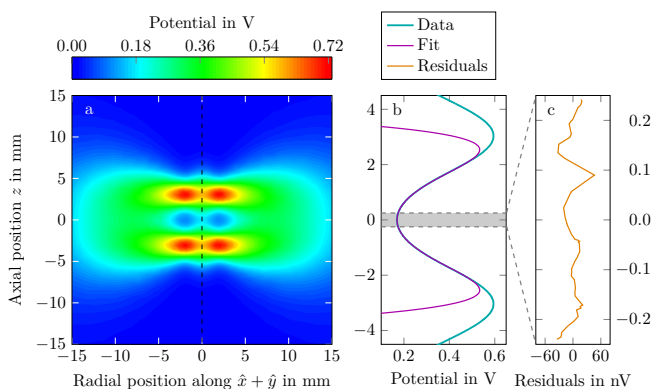 Potential in V
0.00 0.18 0.36 0.54 0.72
Data
Fit
Residuals
a
b
c
Axial position z in mm
15
10
5
0
−5
−10
−15
−15 −10 −5 0 5 10 15
Radial position along x̂ + ŷ in mm
4
2
0
−2
−4
0.2 0.4 0.6
Potential in V
0.2
0.1
0.0
−0.1
−0.2
−60 0 60
Residuals in nV